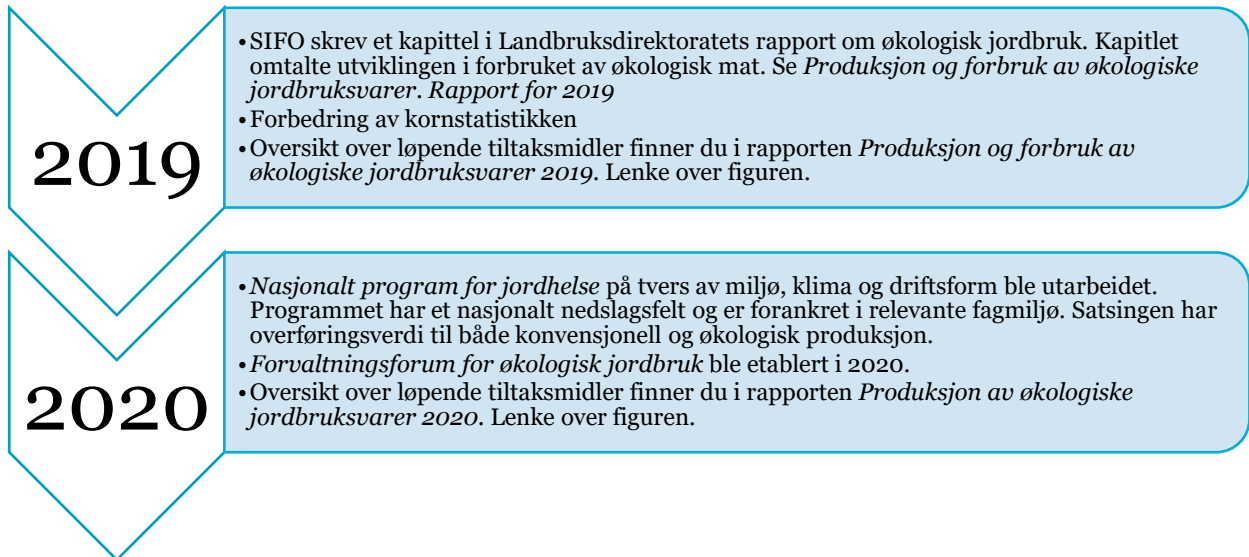 2019
•SIFO skrev et kapittel i Landbruksdirektoratets rapport om økologisk jordbruk. Kapitlet
omtalte utviklingen i forbruket av økologisk mat. Se Produksjon og forbruk av økologiske
jordbruksvarer. Rapport for 2019
•Forbedring av kornstatistikken
•Oversikt over løpende tiltaksmidler finner du i rapporten Produksjon og forbruk av
økologiske jordbruksvarer 2019. Lenke over figuren.
2020
•Nasjonalt program for jordhelse på tvers av miljø, klima og driftsform ble utarbeidet.
Programmet har et nasjonalt nedslagsfelt og er forankret i relevante fagmiljø. Satsingen har
overføringsverdi til både konvensjonell og økologisk produksjon.
•Forvaltningsforum for økologisk jordbruk ble etablert i 2020.
•Oversikt over løpende tiltaksmidler finner du i rapporten Produksjon av økologiske
jordbruksvarer 2020. Lenke over figuren.